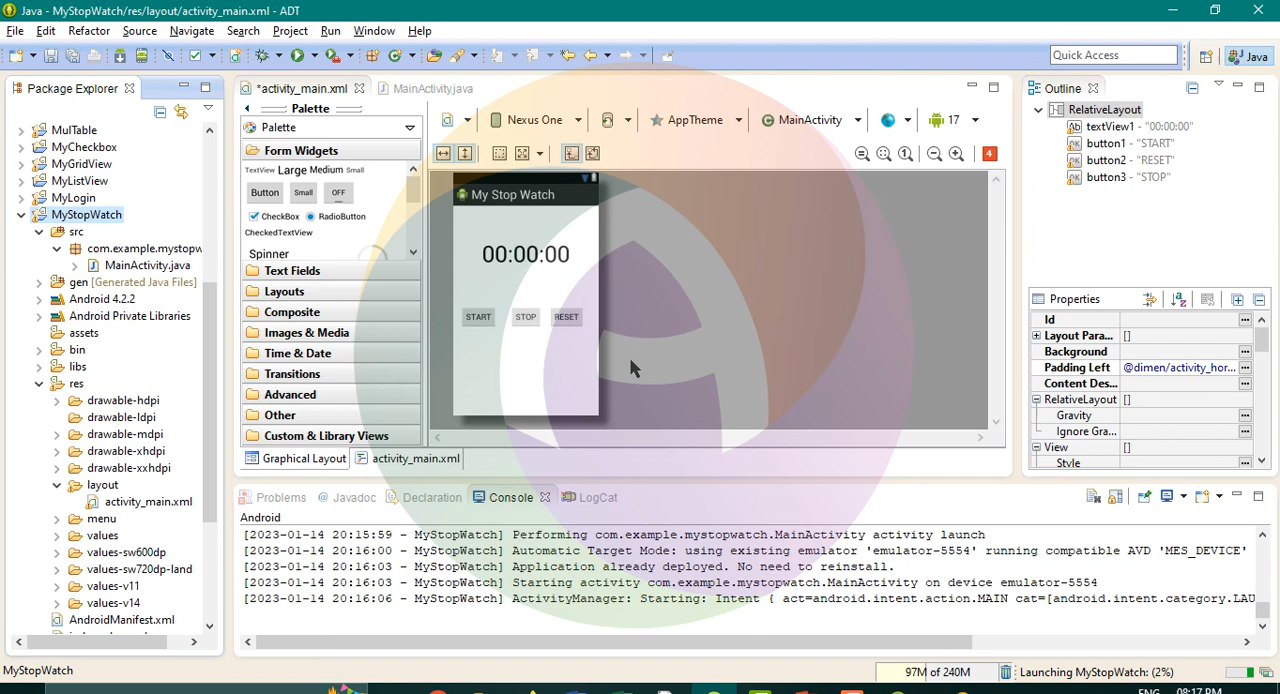 Java - MyStopWatch/res/layout/activity_main.xml - ADT
File Edit Refactor Source Navigate Search Project Run Window Help
Quick Access
Java
Package Explorer
MulTable
MyCheckbox
MyGridView
MyListView
MyLogin
MyStopWatch
src
com.example.mystopw
MainActivity.java
gen [Generated Java Files]
Android 4.2.2
Android Private Libraries
assets
bin
libs
res
drawable-hdpi
drawable-ldpi
drawable-mdpi
drawable-xhdpi
drawable-xxhdpi
layout
activity_main.xml
menu
values
values-sw600dp
values-sw720dp-land
values-v11
values-v14
AndroidManifest.xml
*activity_main.xml
MainActivity.java
Palette
Palette
Form Widgets
TextView Large Medium Small
Button Small OFF
CheckBox RadioButton
CheckedTextView
Spinner
Text Fields
Layouts
Composite
Images & Media
Time & Date
Transitions
Advanced
Other
Custom & Library Views
Nexus One
AppTheme
MainActivity
17
4
My Stop Watch
00:00:00
START STOP RESET
Graphical Layout
activity_main.xml
Outline
RelativeLayout
textView1 - "00:00:00"
button1 - "START"
button2 - "RESET"
button3 - "STOP"
Properties
Id
Layout Para... []
Background
Padding Left @dimen/activity_hor...
Content Des...
RelativeLayout []
Gravity
Ignore Gra...
View []
Style
Problems Javadoc Declaration Console LogCat
Android
[2023-01-14 20:15:59 - MyStopWatch] Performing com.example.mystopwatch.MainActivity activity launch
[2023-01-14 20:16:00 - MyStopWatch] Automatic Target Mode: using existing emulator 'emulator-5554' running compatible AVD 'MES_DEVICE'
[2023-01-14 20:16:03 - MyStopWatch] Application already deployed. No need to reinstall.
[2023-01-14 20:16:03 - MyStopWatch] Starting activity com.example.mystopwatch.MainActivity on device emulator-5554
[2023-01-14 20:16:06 - MyStopWatch] ActivityManager: Starting: Intent { act=android.intent.action.MAIN cat=[android.intent.category.LAU
MyStopWatch
97M of 240M
Launching MyStopWatch: (2%)
ENG 08:17 PM